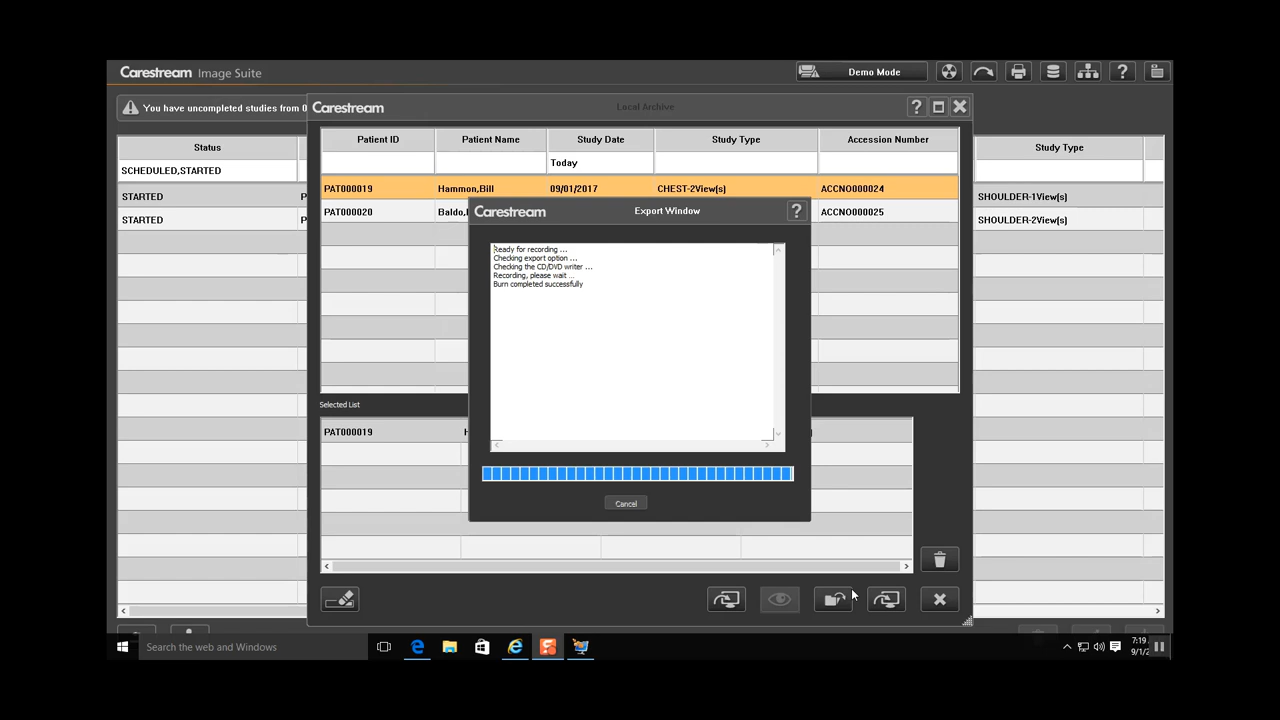 Carestream Image Suite
Demo Mode
?
You have uncompleted studies from 0
Carestream
Local Archive
?
Status
Patient ID
Patient Name
Study Date
Study Type
Accession Number
Study Type
SCHEDULED,STARTED
Today
STARTED
P
PAT000019
Hammon,Bill
09/01/2017
CHEST-2View(s)
ACCNO000024
SHOULDER-1View(s)
STARTED
P
PAT000020
Baldo,
ACCNO000025
SHOULDER-2View(s)
Carestream
Export Window
?
Ready for recording ...
Checking export option ...
Checking the CD/DVD writer ...
Recording, please wait ...
Burn completed successfully
Selected List
PAT000019
H
Cancel
Search the web and Windows
7:19
9/1/2